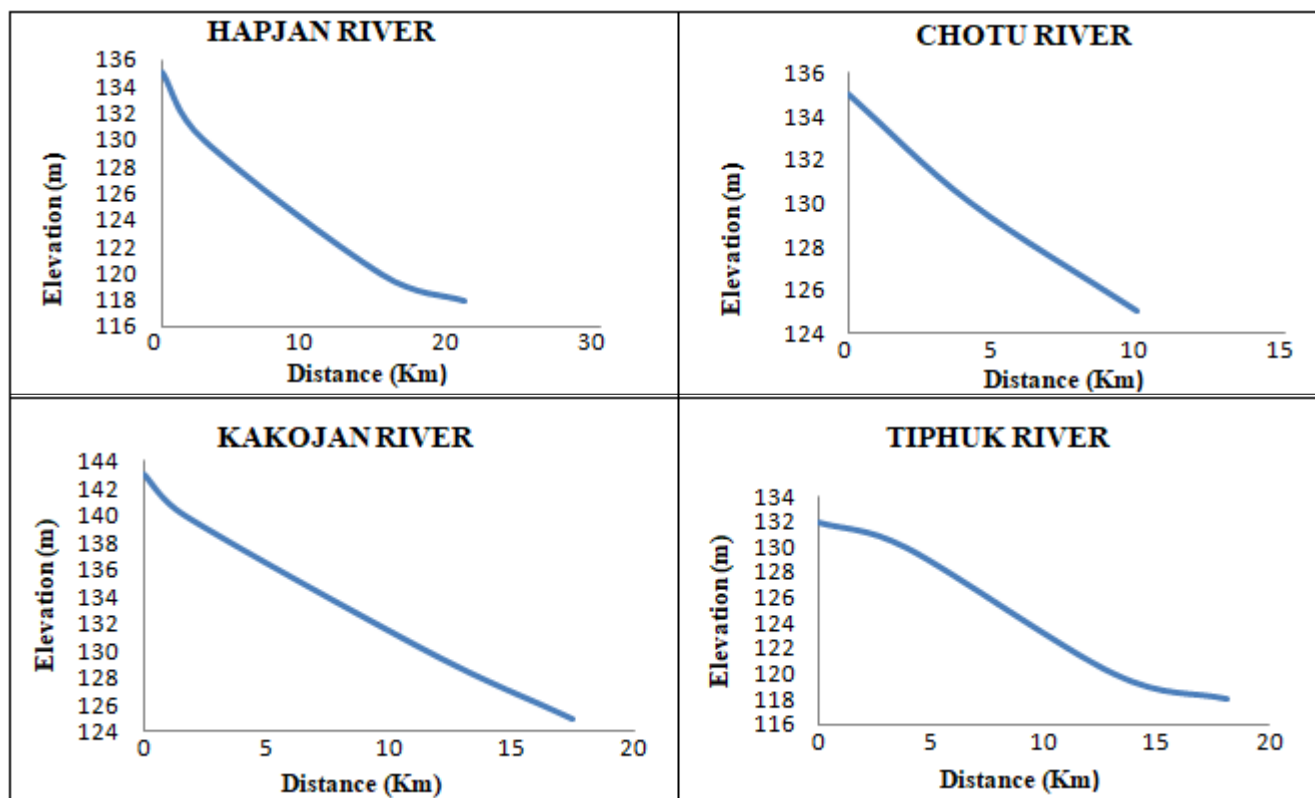 HAPJAN RIVER
136
134
132
130
128
126
124
122
120
118
116
Elevation (m)
0 10 20 30
Distance (Km)
CHOTU RIVER
136
134
132
130
128
126
124
Elevation (m)
0 5 10 15
Distance (Km)
KAKOJAN RIVER
144
142
140
138
136
134
132
130
128
126
124
Elevation (m)
0 5 10 15 20
Distance (Km)
TIPHUK RIVER
134
132
130
128
126
124
122
120
118
116
Elevation (m)
0 5 10 15 20
Distance (Km)